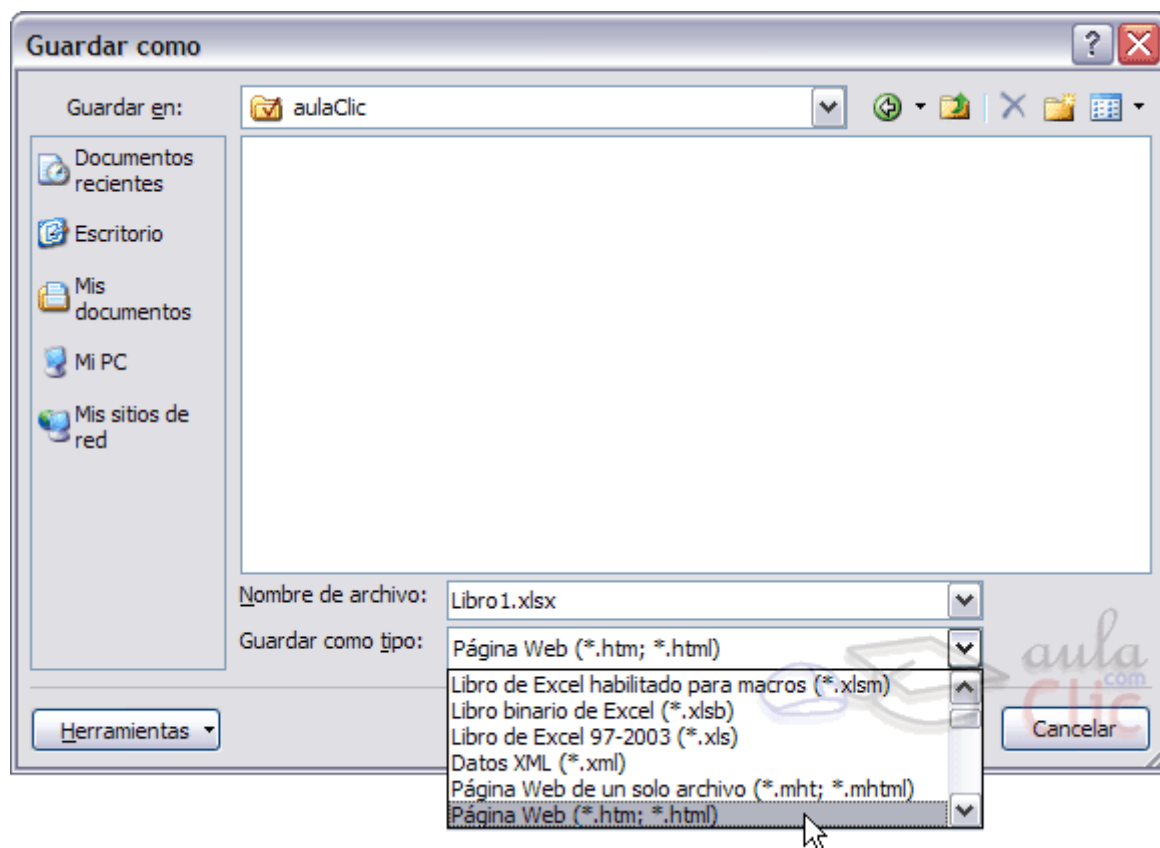 Guardar como
Guardar en:
aulaClic
Documentos
recientes
Escritorio
Mis
documentos
Mi PC
Mis sitios de
red
Nombre de archivo:
Libro1.xlsx
Guardar como tipo:
Página Web (*.htm; *.html)
Libro de Excel habilitado para macros (*.xlsm)
Libro binario de Excel (*.xlsb)
Libro de Excel 97-2003 (*.xls)
Datos XML (*.xml)
Página Web de un solo archivo (*.mht; *.mhtml)
Página Web (*.htm; *.html)
Herramientas
Cancelar
aula
.com
Clic